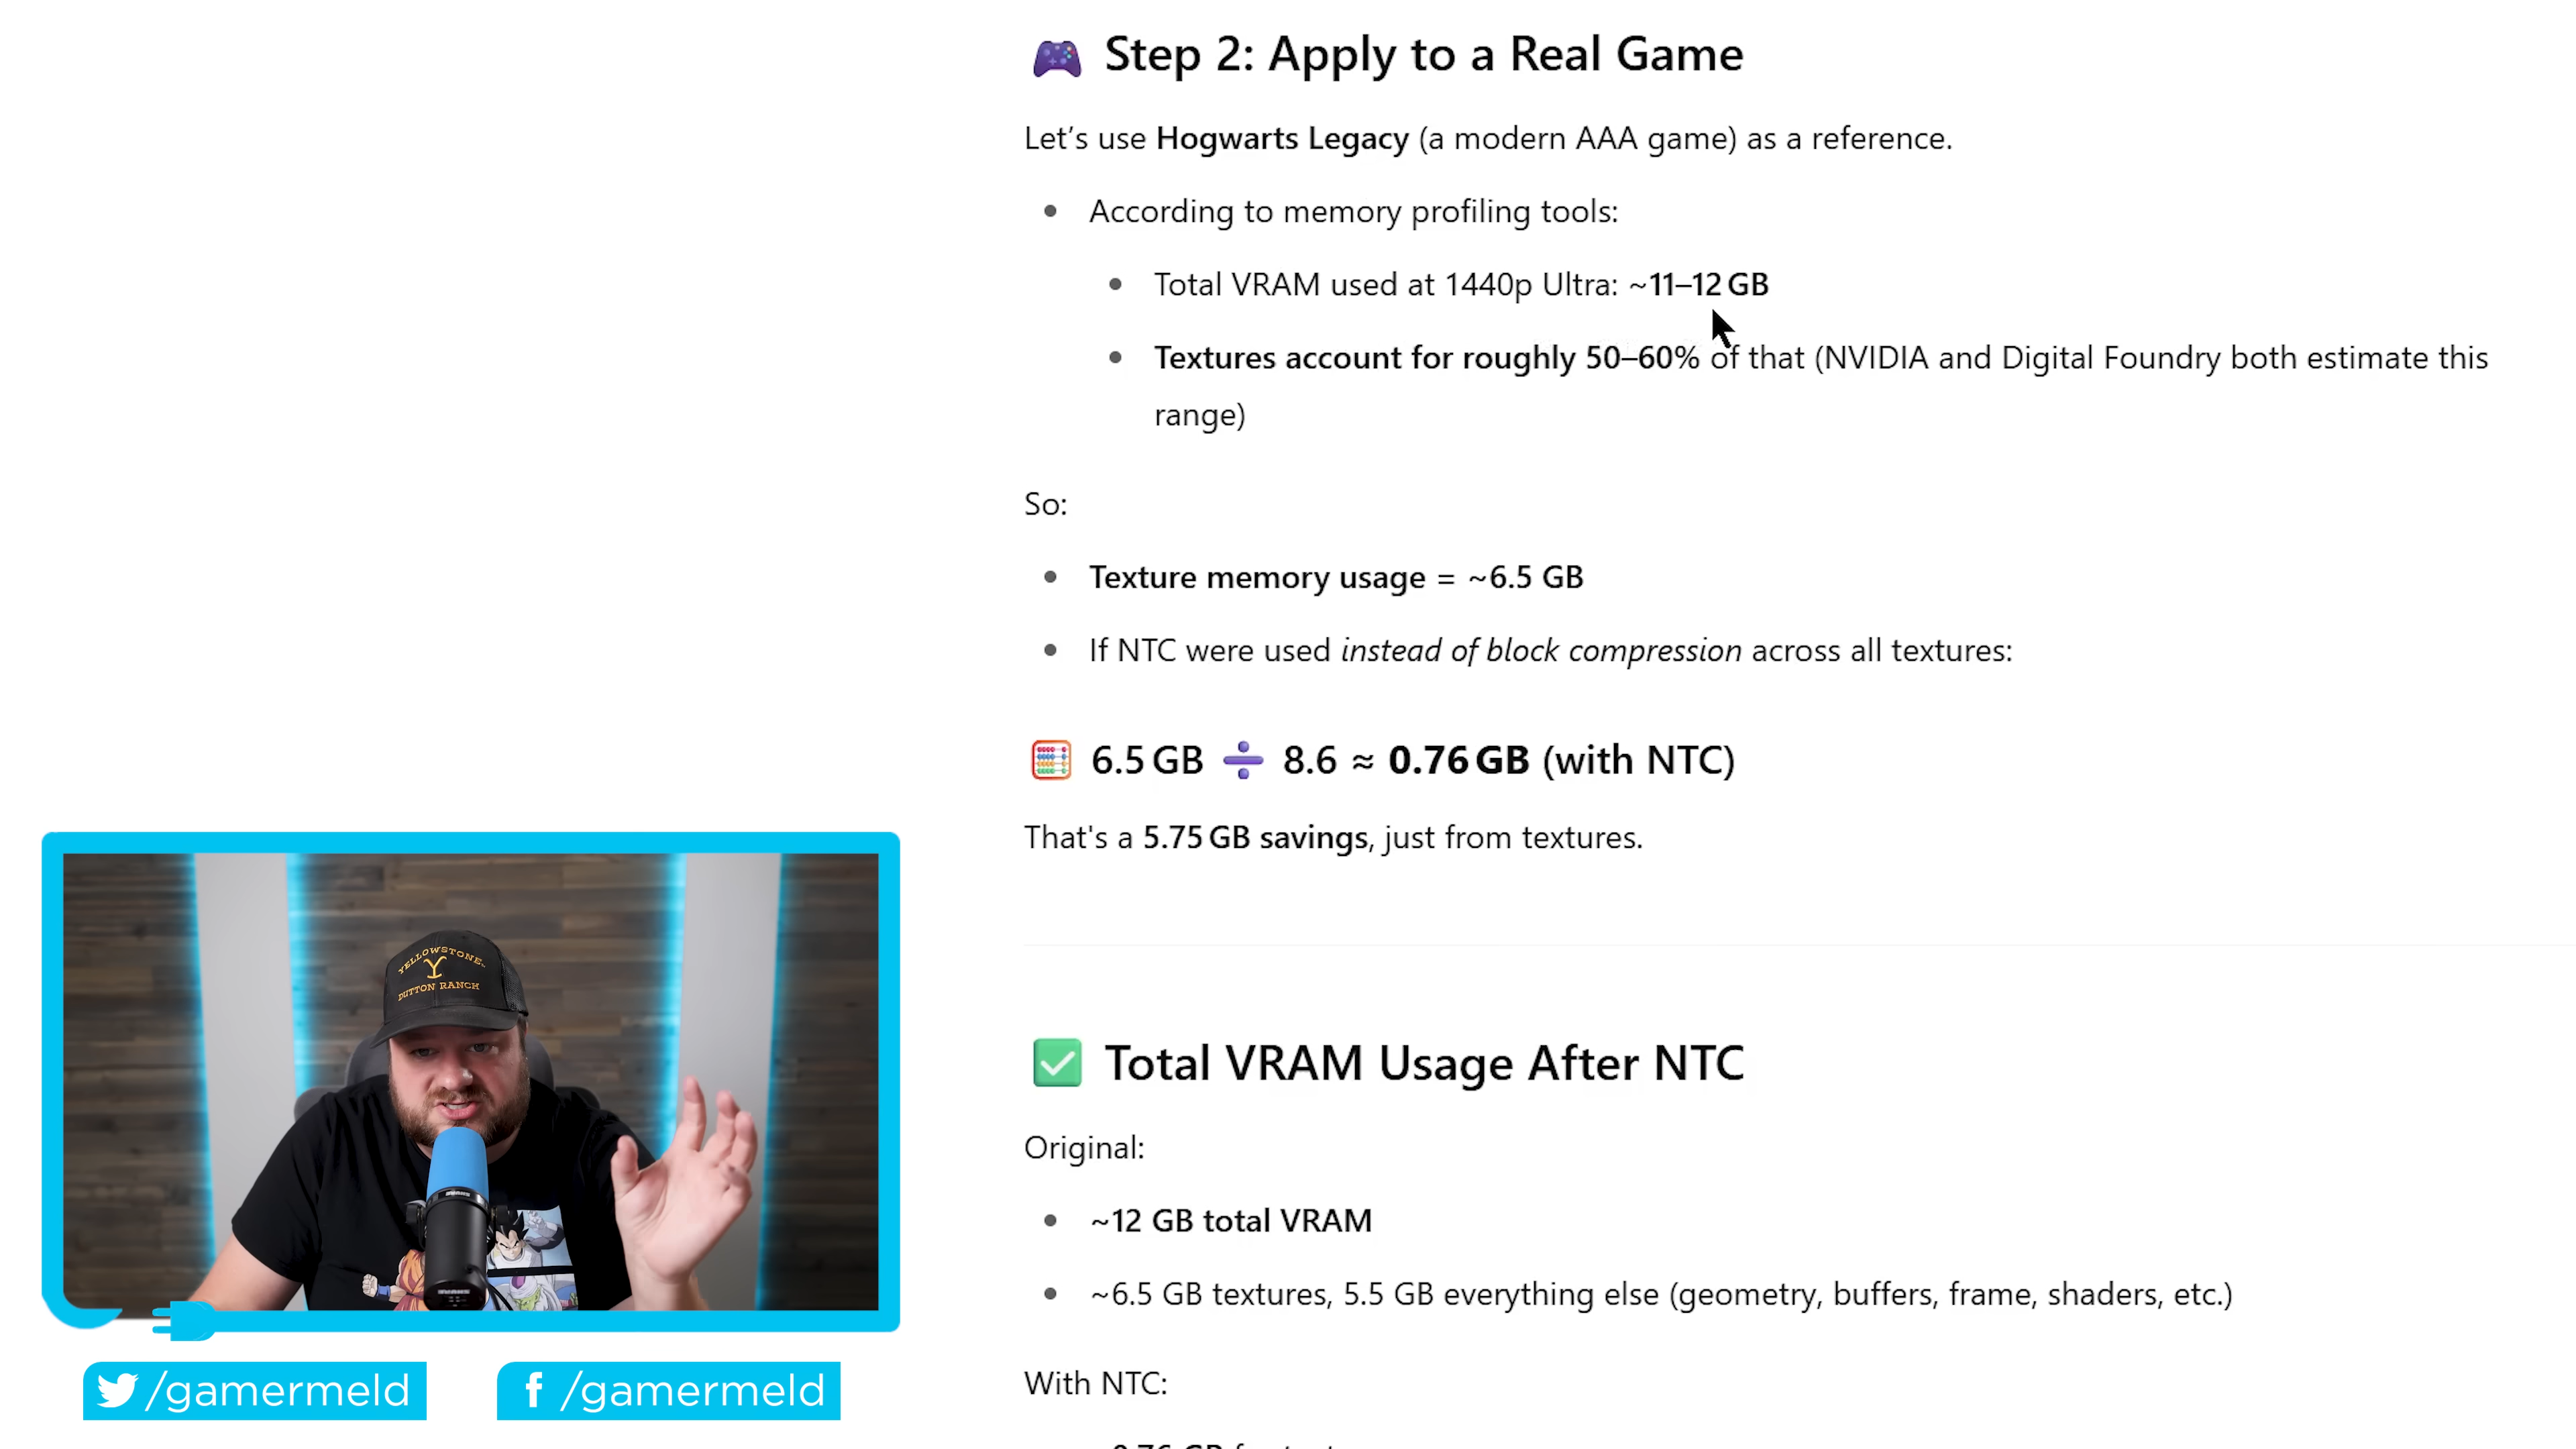 Step 2: Apply to a Real Game
Let’s use Hogwarts Legacy (a modern AAA game) as a reference.
According to memory profiling tools:
Total VRAM used at 1440p Ultra: ~11–12 GB
Textures account for roughly 50–60% of that (NVIDIA and Digital Foundry both estimate this
range)
So:
Texture memory usage = ~6.5 GB
If NTC were used instead of block compression across all textures:
6.5 GB ➗ 8.6 ≈ 0.76 GB (with NTC)
That's a 5.75 GB savings, just from textures.
Total VRAM Usage After NTC
Original:
~12 GB total VRAM
~6.5 GB textures, 5.5 GB everything else (geometry, buffers, frame, shaders, etc.)
With NTC:
YELLOWSTONE
Y
DUTTON RANCH
/gamermeld
/gamermeld